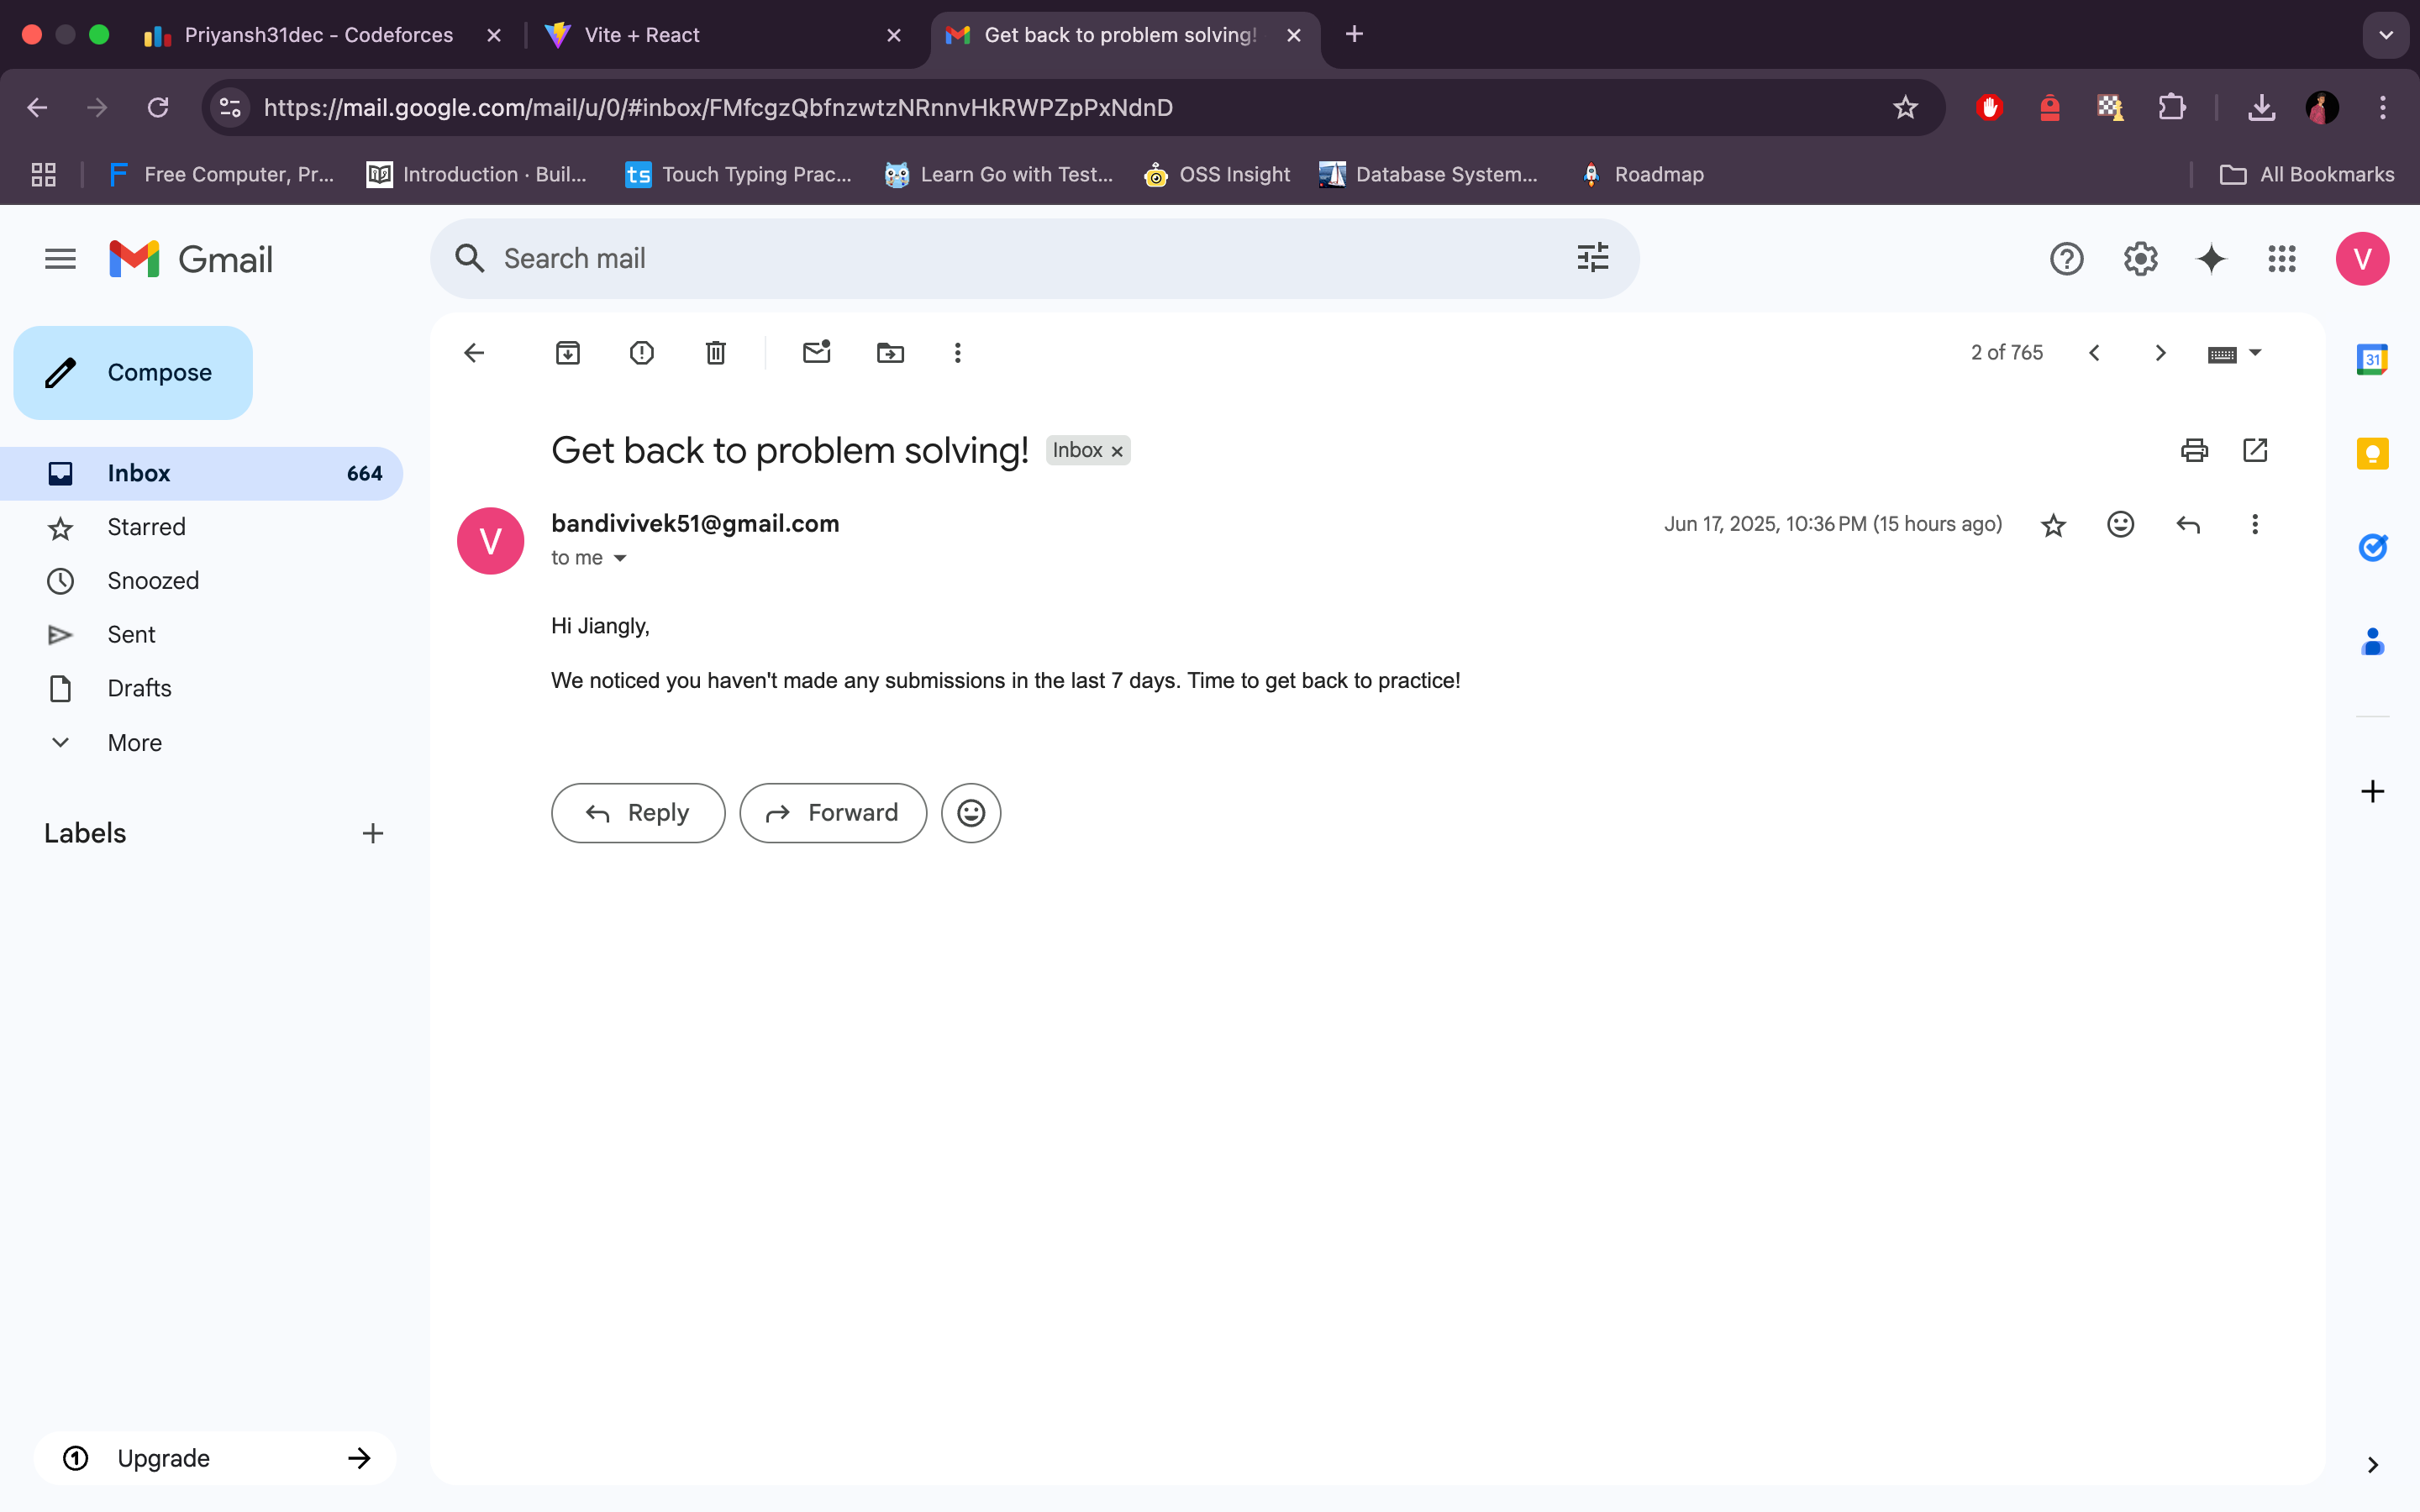 Priyansh31dec - Codeforces
Vite + React
Get back to problem solving!
https://mail.google.com/mail/u/0/#inbox/FMfcgzQbfnzwtzNRnnvHkRWPZpPxNdnD
Free Computer, Pr...
Introduction · Buil...
ts Touch Typing Prac...
Learn Go with Test...
OSS Insight
Database System...
Roadmap
All Bookmarks
Gmail
Search mail
V
Compose
2 of 765
31
Inbox 664
Starred
Snoozed
Sent
Drafts
More
Labels
Get back to problem solving!
Inbox ×
V
bandivivek51@gmail.com
Jun 17, 2025, 10:36 PM (15 hours ago)
to me
Hi Jiangly,
We noticed you haven't made any submissions in the last 7 days. Time to get back to practice!
Reply
Forward
1 Upgrade